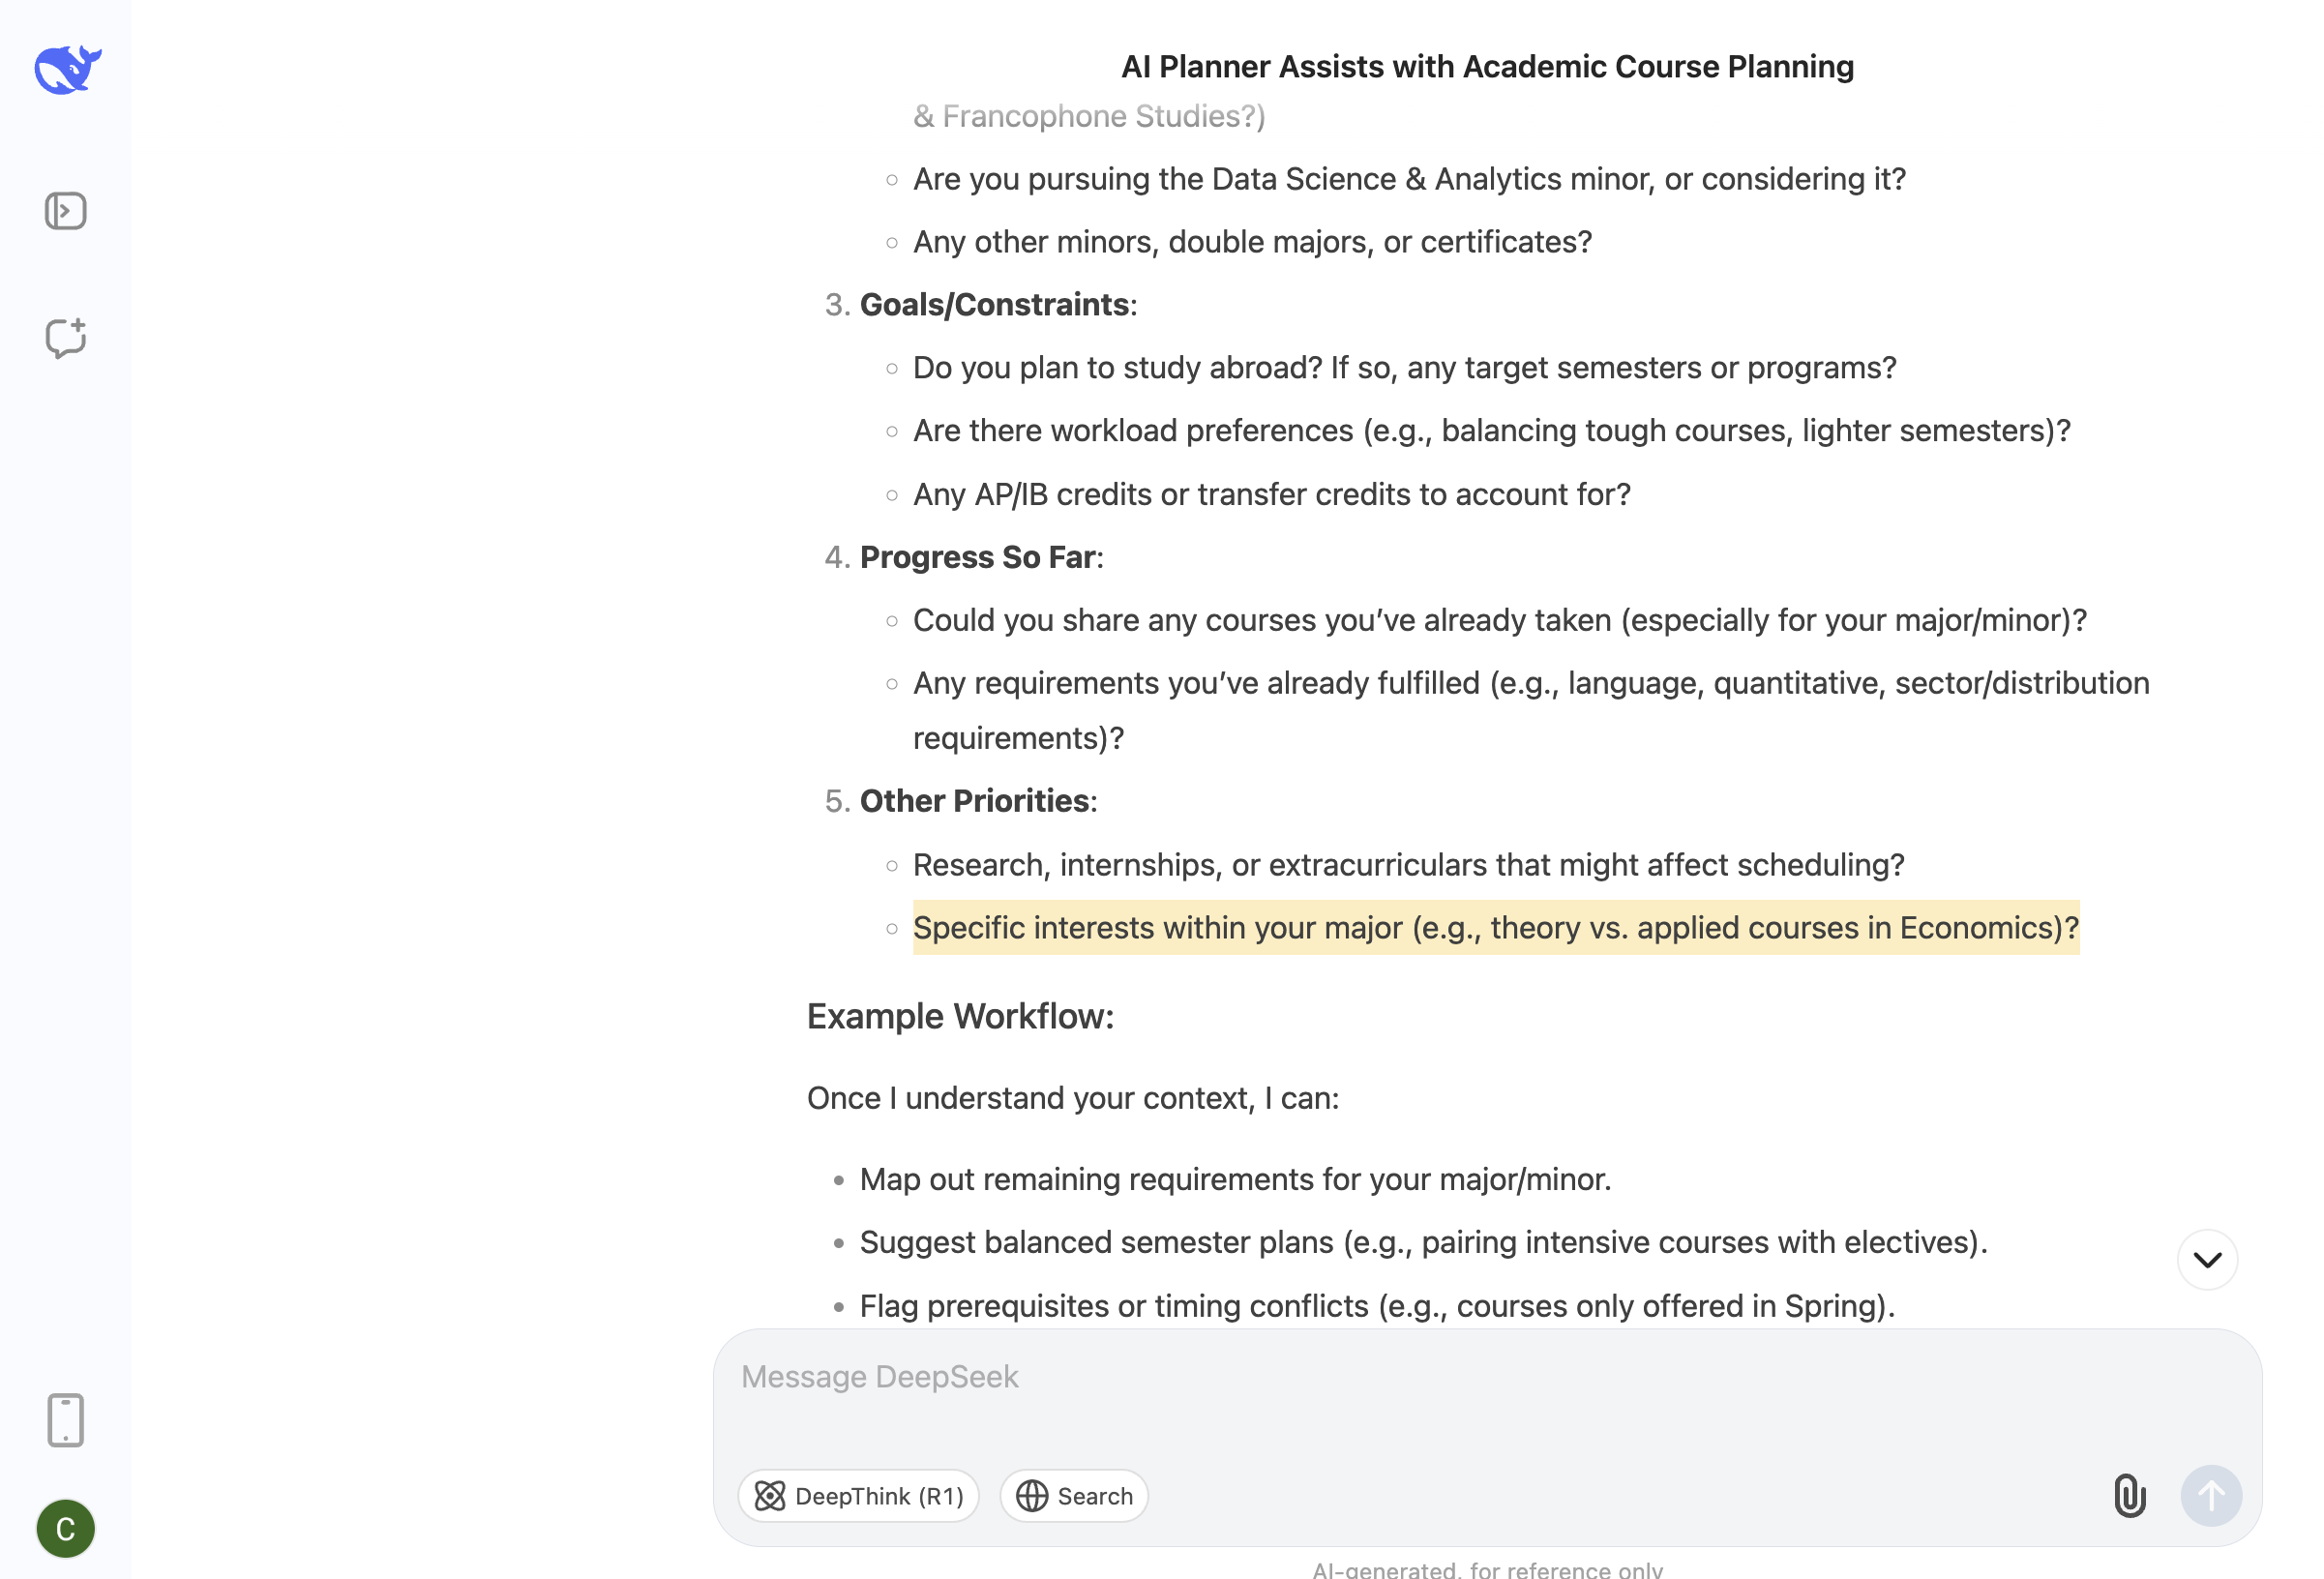 AI Planner Assists with Academic Course Planning
& Francophone Studies?)
Are you pursuing the Data Science & Analytics minor, or considering it?
Any other minors, double majors, or certificates?
3. Goals/Constraints:
Do you plan to study abroad? If so, any target semesters or programs?
Are there workload preferences (e.g., balancing tough courses, lighter semesters)?
Any AP/IB credits or transfer credits to account for?
4. Progress So Far:
Could you share any courses you’ve already taken (especially for your major/minor)?
Any requirements you’ve already fulfilled (e.g., language, quantitative, sector/distribution
requirements)?
5. Other Priorities:
Research, internships, or extracurriculars that might affect scheduling?
Specific interests within your major (e.g., theory vs. applied courses in Economics)?
Example Workflow:
Once I understand your context, I can:
Map out remaining requirements for your major/minor.
Suggest balanced semester plans (e.g., pairing intensive courses with electives).
Flag prerequisites or timing conflicts (e.g., courses only offered in Spring).
Message DeepSeek
DeepThink (R1)
Search
C
AI-generated, for reference only